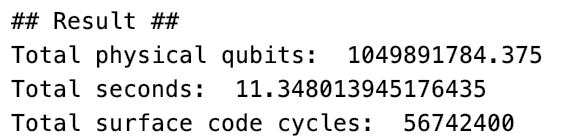 ## Result ##
Total physical qubits:  1049891784.375
Total seconds:  11.348013945176435
Total surface code cycles:  56742400